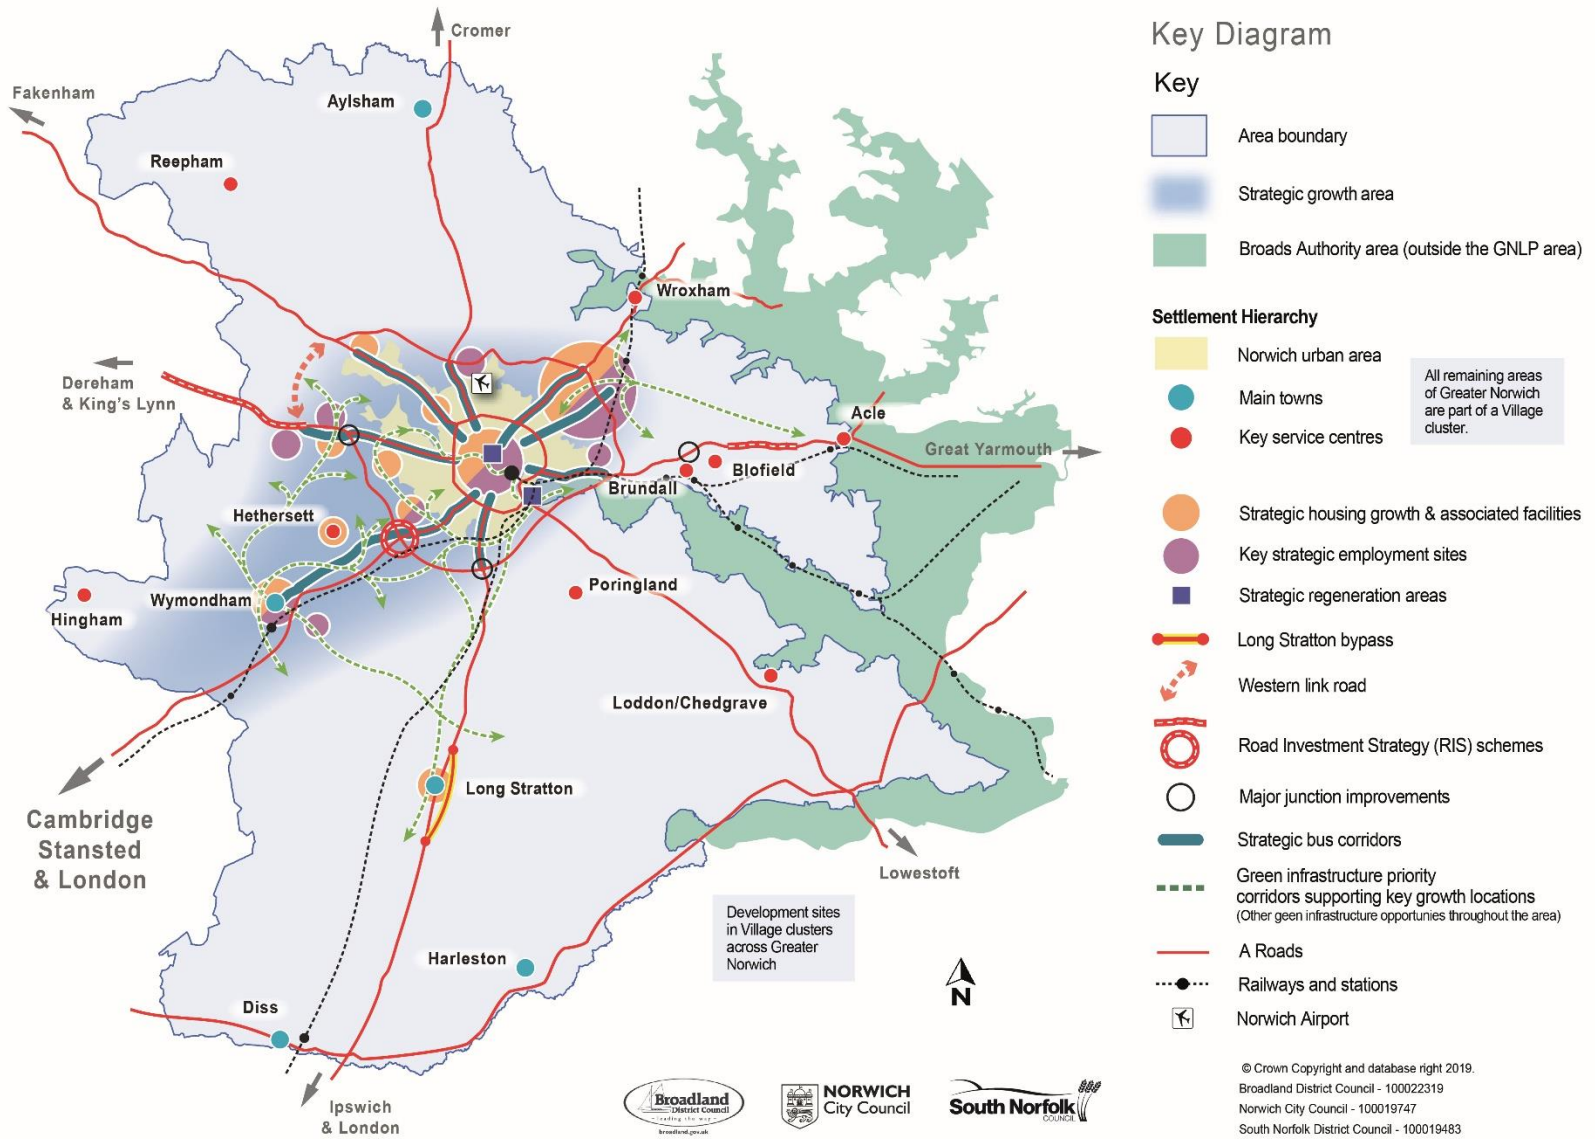 Cromer
Fakenham
Aylsham
Reepham
Wroxham
Dereham
& King's Lynn
Acle
Great Yarmouth
Blofield
Brundall
Hethersett
Poringland
Wymondham
Hingham
Loddon/Chedgrave
Long Stratton
Cambridge
Stansted
& London
Lowestoft
Development sites
in Village clusters
across Greater
Norwich
Harleston
N
Diss
Ipswich
& London
Broadland
District Council
leading the way
broadland.gov.uk
NORWICH
City Council
South Norfolk
COUNCIL
Key Diagram
Key
Area boundary
Strategic growth area
Broads Authority area (outside the GNLP area)
Settlement Hierarchy
Norwich urban area
Main towns
Key service centres
All remaining areas
of Greater Norwich
are part of a Village
cluster.
Strategic housing growth & associated facilities
Key strategic employment sites
Strategic regeneration areas
Long Stratton bypass
Western link road
Road Investment Strategy (RIS) schemes
Major junction improvements
Strategic bus corridors
Green infrastructure priority
corridors supporting key growth locations
(Other geen infrastructure opportunies throughout the area)
A Roads
Railways and stations
Norwich Airport
© Crown Copyright and database right 2019.
Broadland District Council - 100022319
Norwich City Council - 100019747
South Norfolk District Council - 100019483